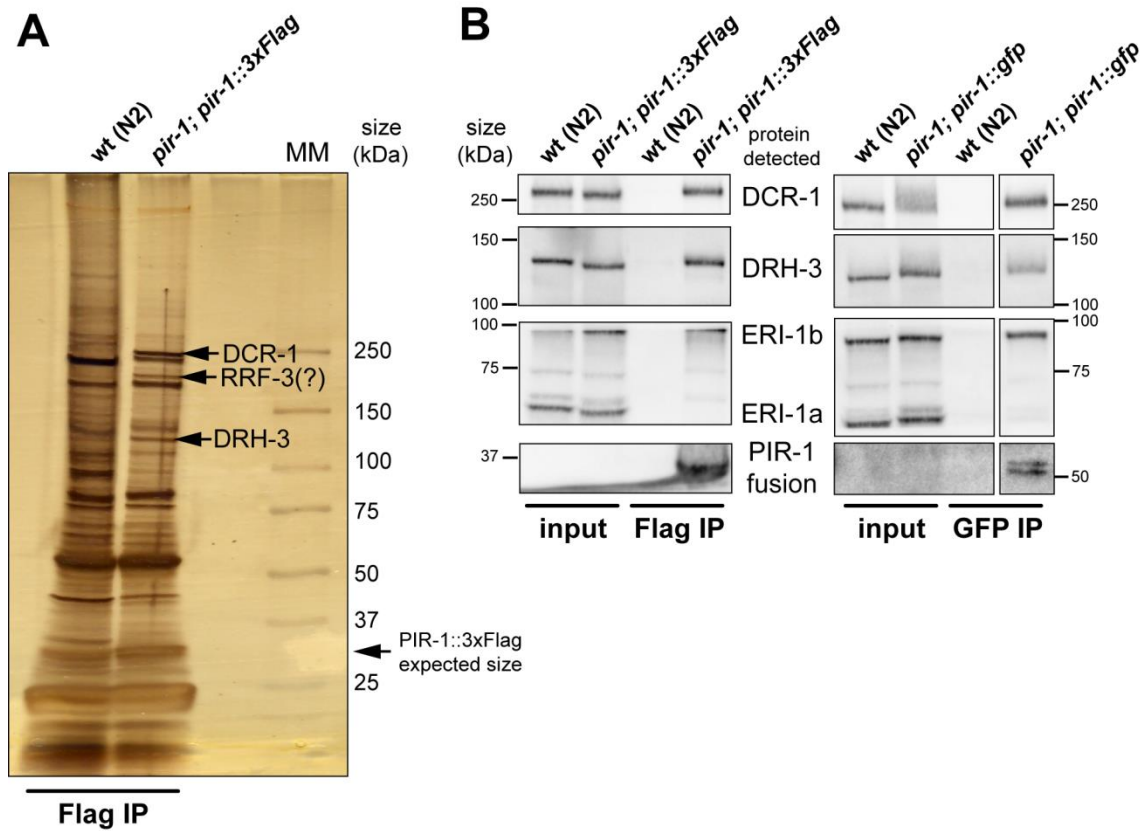 A
wt (N2)
pir-1; pir-1::3xFlag
MM
size
(kDa)
DCR-1
RRF-3(?)
DRH-3
250
150
100
75
50
37
25
PIR-1::3xFlag
expected size
Flag IP
B
size
(kDa)
wt (N2)
pir-1; pir-1::3xFlag
wt (N2)
pir-1; pir-1::3xFlag
protein
detected
wt (N2)
pir-1; pir-1::gfp
wt (N2)
pir-1; pir-1::gfp
250
DCR-1
250
150
DRH-3
150
100
100
100
ERI-1b
100
75
75
ERI-1a
37
PIR-1
fusion
50
input
Flag IP
input
GFP IP